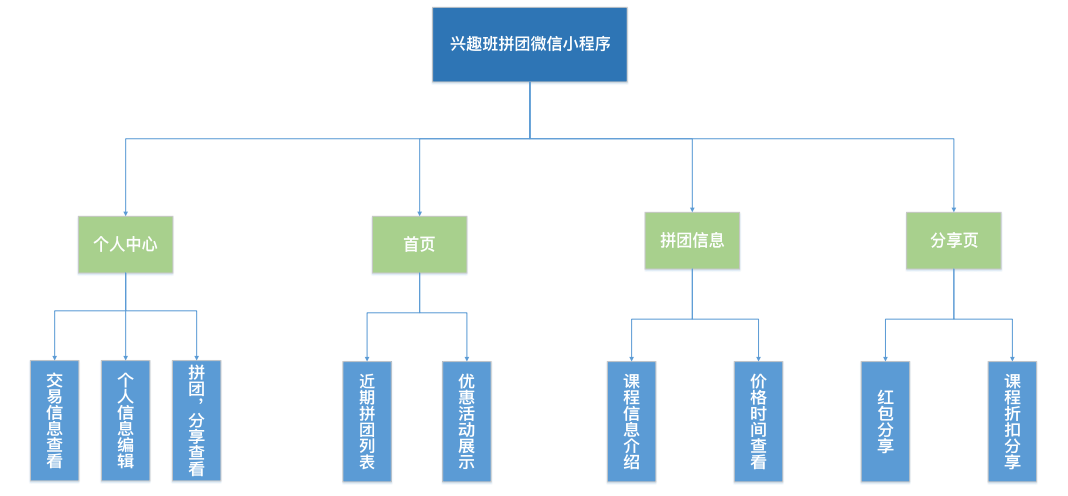 兴趣班拼团微信小程序
个人中心
首页
拼团信息
分享页
交易信息查看
个人信息编辑
拼团，分享查看
近期拼团列表
优惠活动展示
课程信息介绍
价格时间查看
红包分享
课程折扣分享